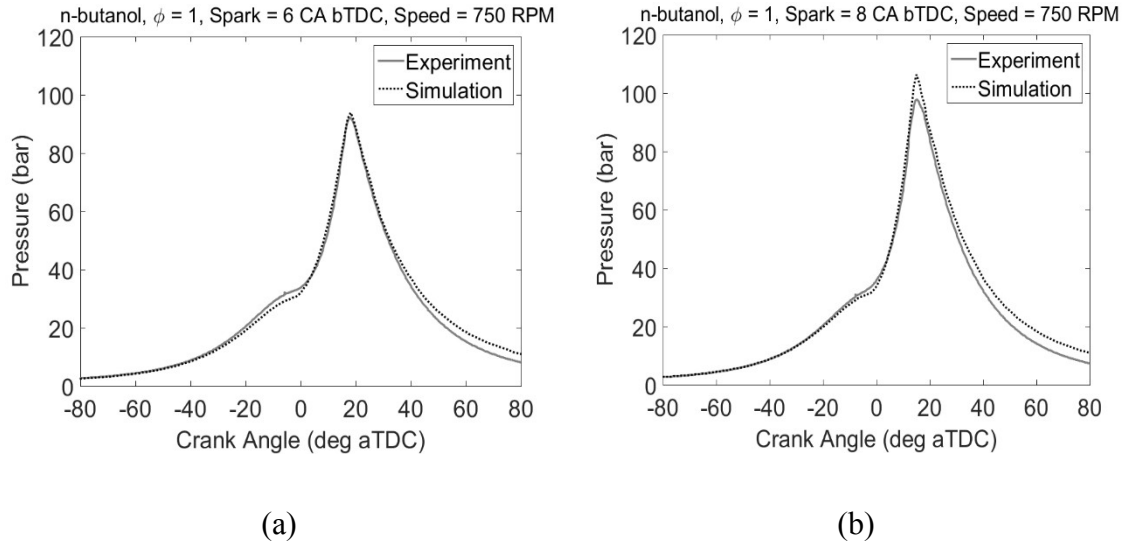 n-butanol, ϕ = 1, Spark = 6 CA bTDC, Speed = 750 RPM
120
100
80
60
40
20
0
Pressure (bar)
Experiment
Simulation
-80 -60 -40 -20 0 20 40 60 80
Crank Angle (deg aTDC)
(a)
n-butanol, ϕ = 1, Spark = 8 CA bTDC, Speed = 750 RPM
120
100
80
60
40
20
0
Pressure (bar)
Experiment
Simulation
-80 -60 -40 -20 0 20 40 60 80
Crank Angle (deg aTDC)
(b)